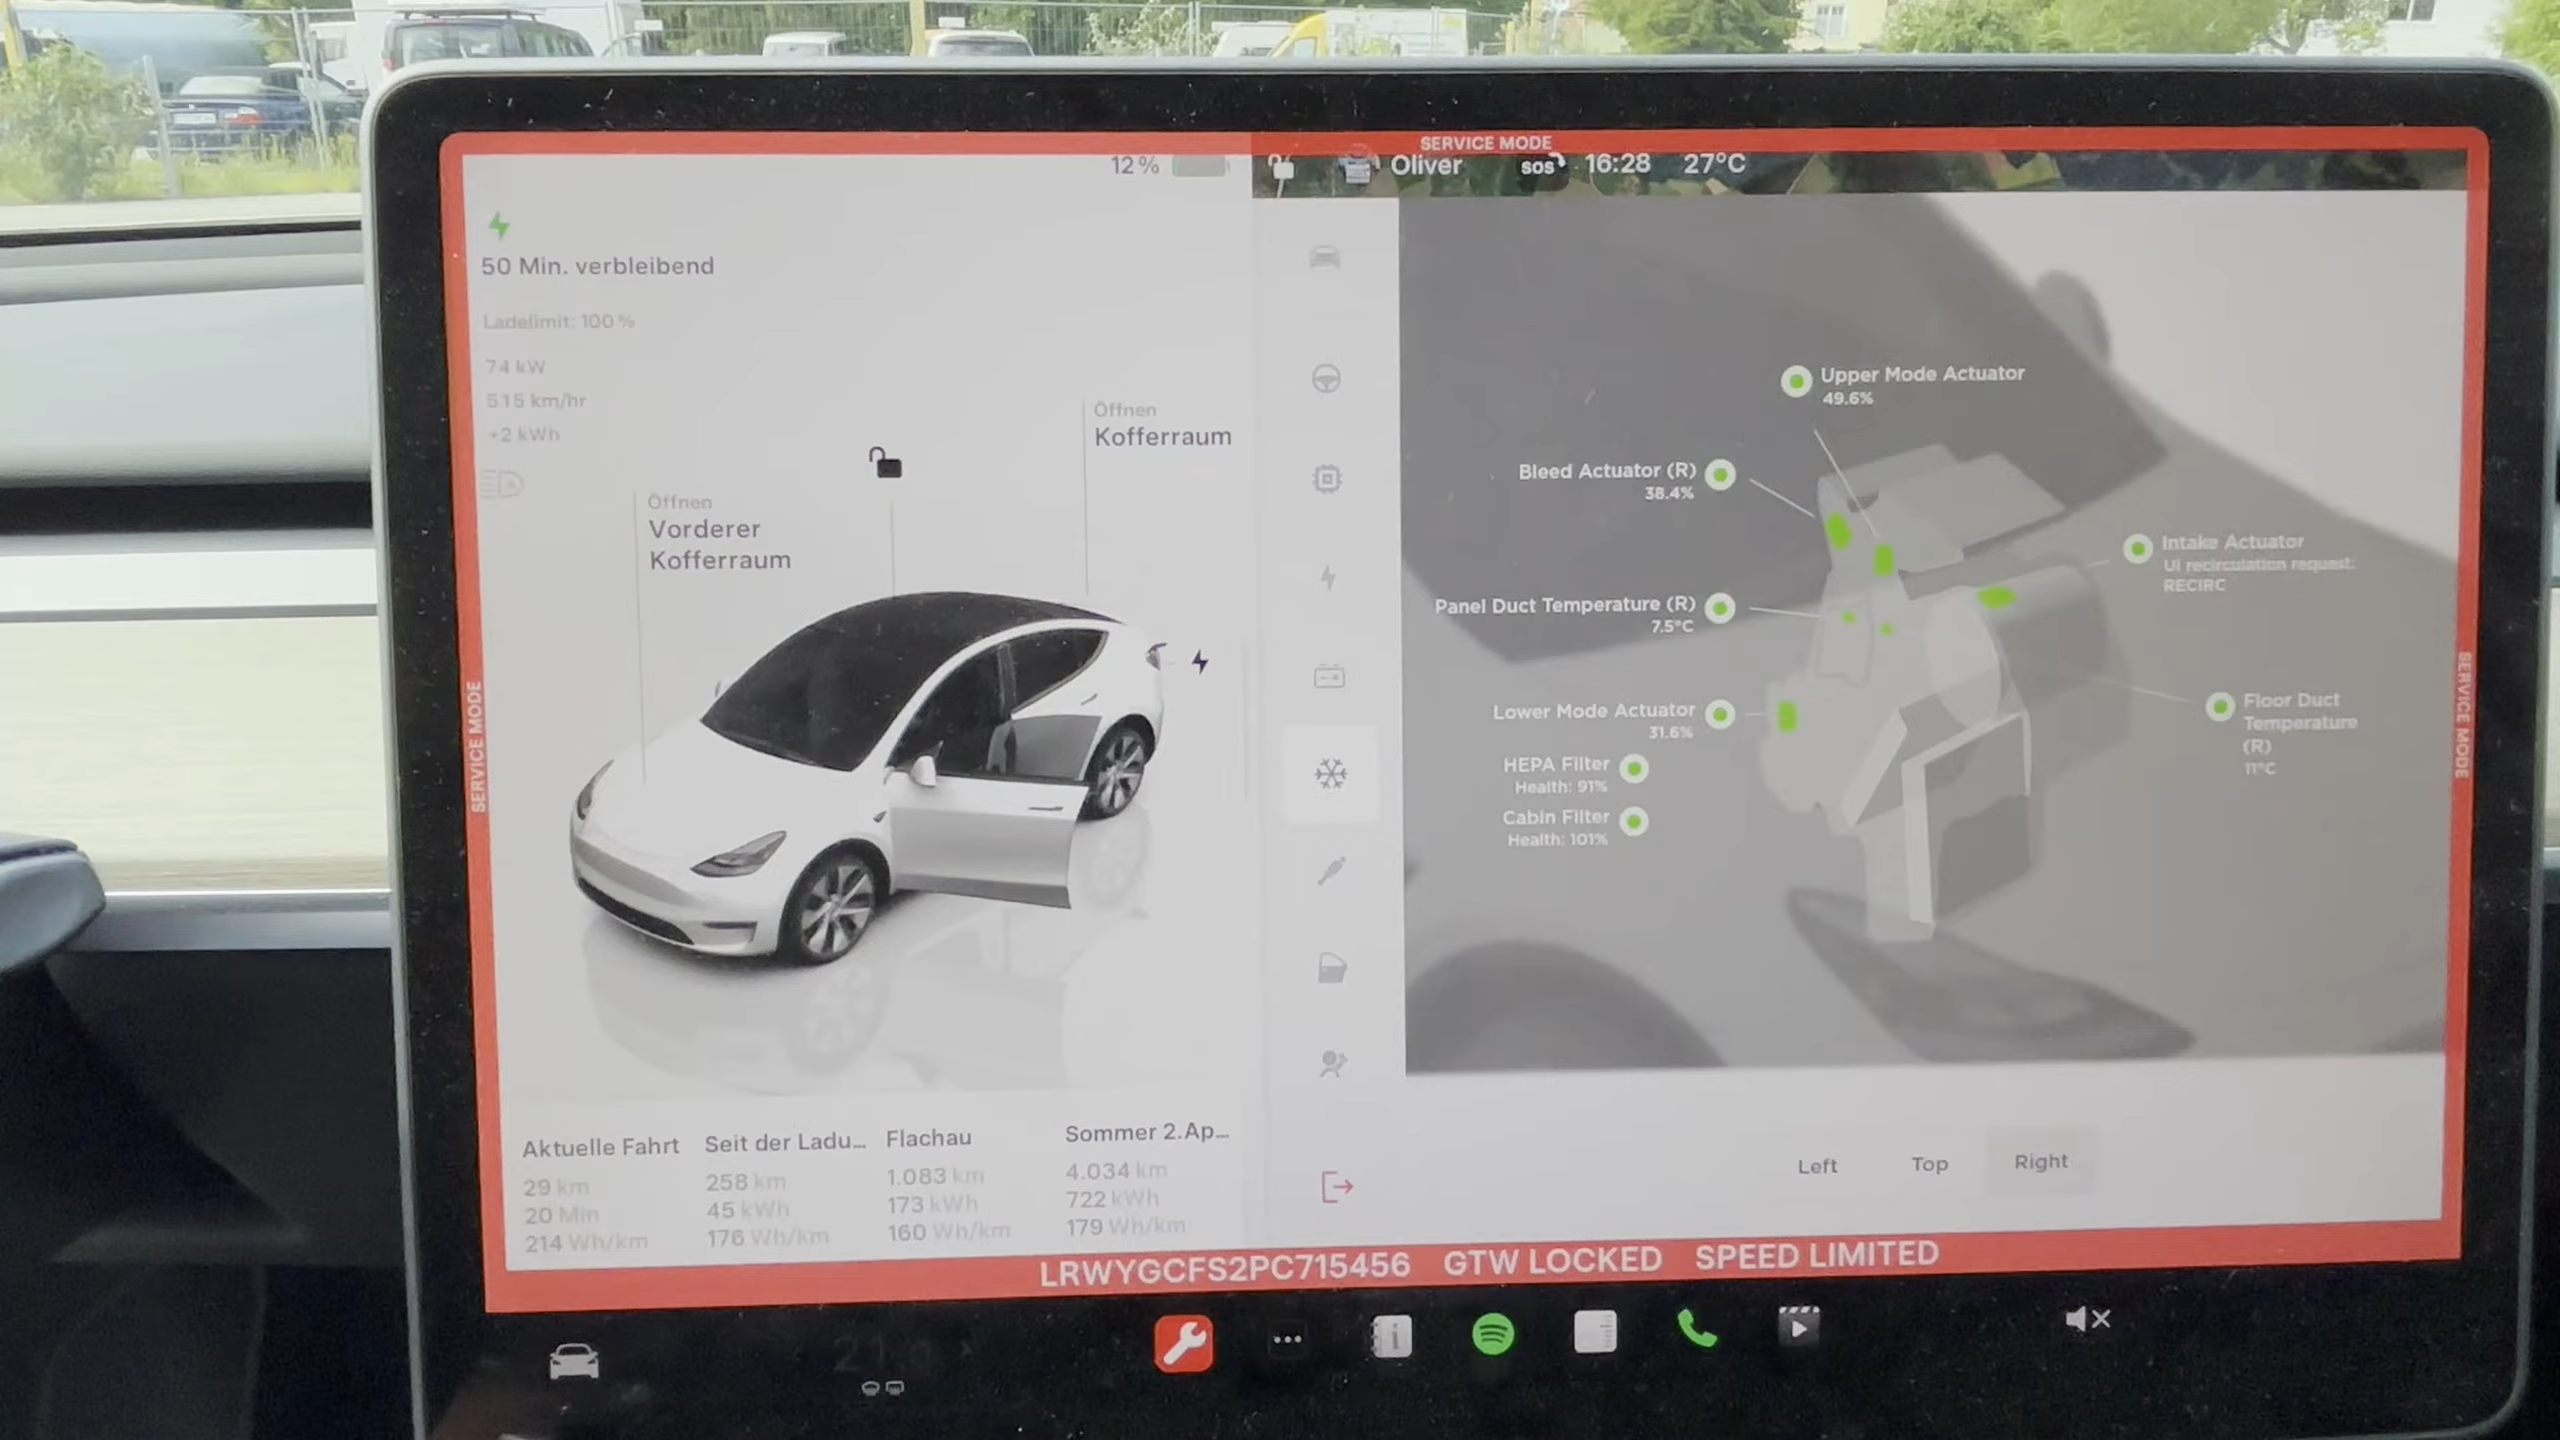 SERVICE MODE
12 %
Oliver
SOS
16:28
27°C
50 Min. verbleibend
Ladelimit: 100 %
74 kW
515 km/hr
+2 kWh
Öffnen
Kofferraum
Öffnen
Vorderer
Kofferraum
Upper Mode Actuator
49.6%
Bleed Actuator (R)
38.4%
Intake Actuator
UI recirculation request:
RECIRC
Panel Duct Temperature (R)
7.5°C
Lower Mode Actuator
31.6%
Floor Duct
Temperature
(R)
11°C
HEPA Filter
Health: 91%
Cabin Filter
Health: 101%
SERVICE MODE
SERVICE MODE
Aktuelle Fahrt
29 km
20 Min
214 Wh/km
Seit der Ladu...
258 km
45 kWh
176 Wh/km
Flachau
1.083 km
173 kWh
160 Wh/km
Sommer 2.Ap...
4.034 km
722 kWh
179 Wh/km
Left
Top
Right
LRWYGCFS2PC715456 GTW LOCKED SPEED LIMITED